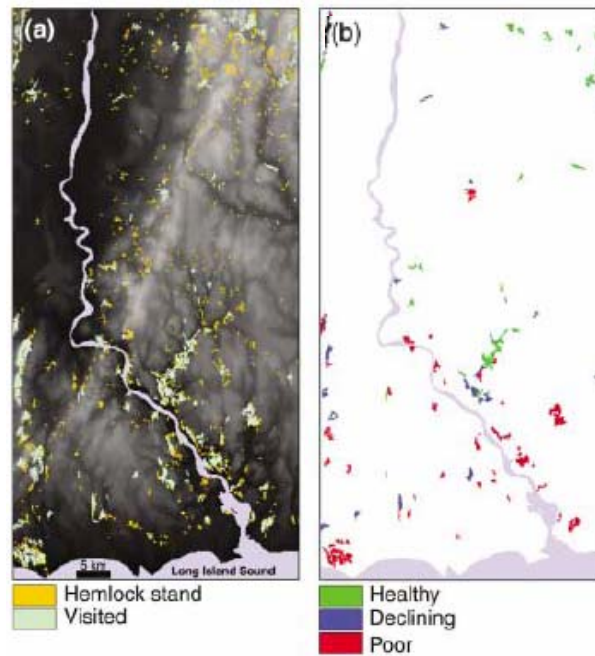 (a)
(b)
5 km
Long Island Sound
Hemlock stand
Visited
Healthy
Declining
Poor